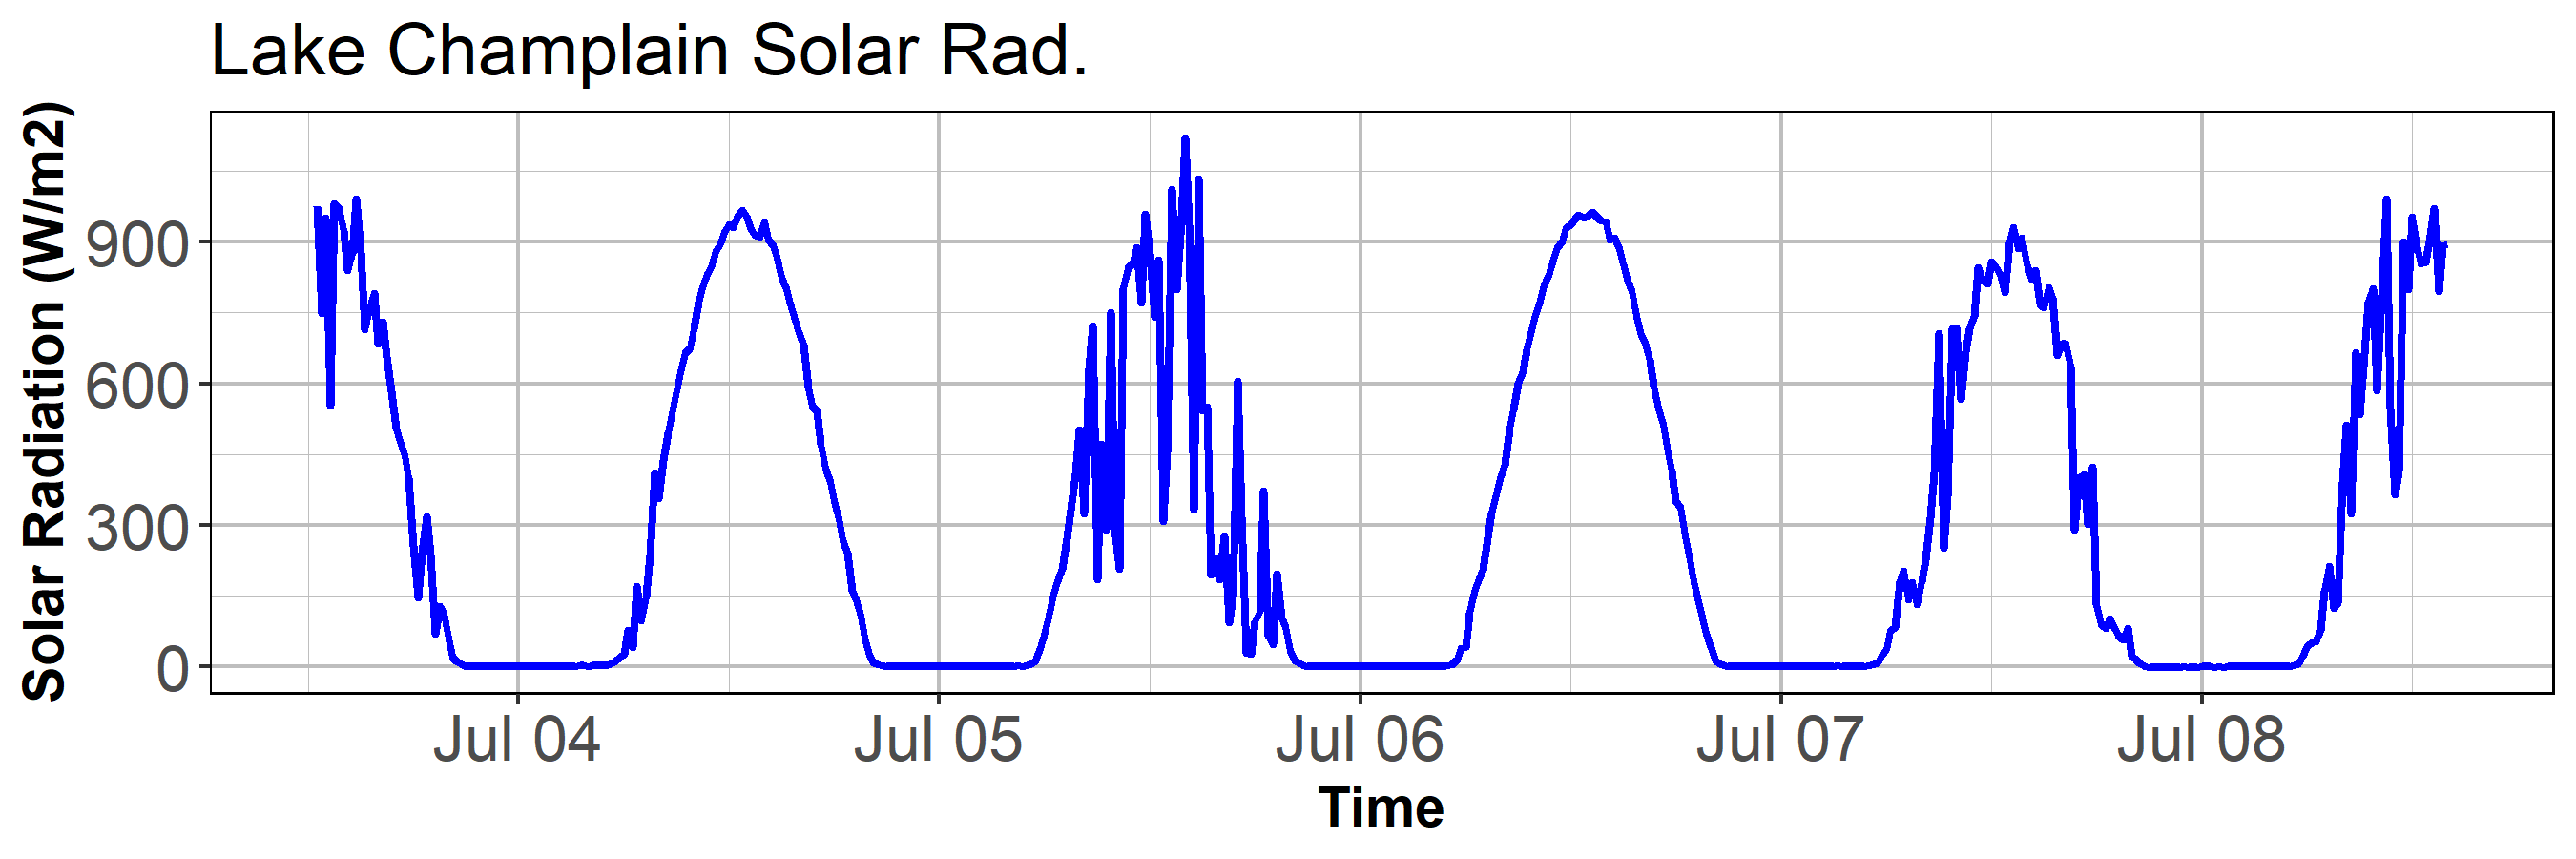 Lake Champlain Solar Rad.
Solar Radiation (W/m2)
900
600
300
0
Jul 04 Jul 05 Jul 06 Jul 07 Jul 08
Time